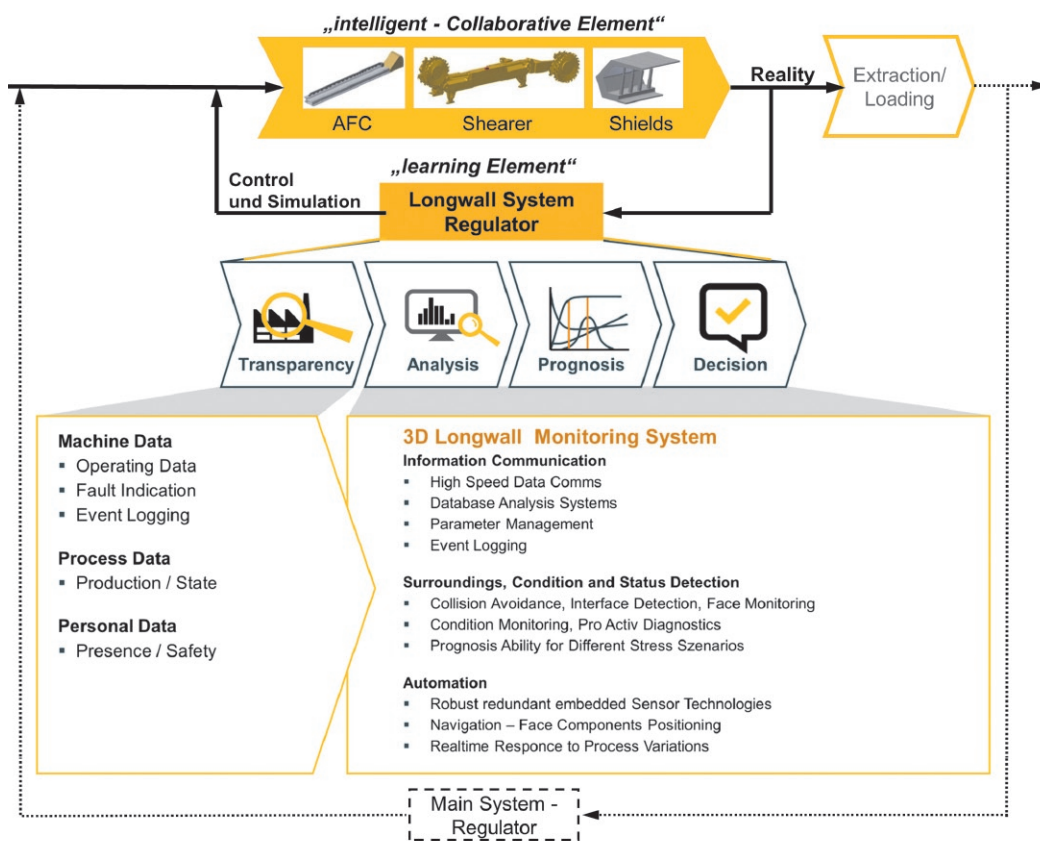 „intelligent - Collaborative Element“
AFC
Shearer
Shields
Reality
Extraction/
Loading
„learning Element“
Control
und Simulation
Longwall System
Regulator
Transparency
Analysis
Prognosis
Decision
Machine Data
▪ Operating Data
▪ Fault Indication
▪ Event Logging
Process Data
▪ Production / State
Personal Data
▪ Presence / Safety
3D Longwall Monitoring System
Information Communication
▪ High Speed Data Comms
▪ Database Analysis Systems
▪ Parameter Management
▪ Event Logging
Surroundings, Condition and Status Detection
▪ Collision Avoidance, Interface Detection, Face Monitoring
▪ Condition Monitoring, Pro Activ Diagnostics
▪ Prognosis Ability for Different Stress Szenarios
Automation
▪ Robust redundant embedded Sensor Technologies
▪ Navigation – Face Components Positioning
▪ Realtime Responce to Process Variations
Main System -
Regulator